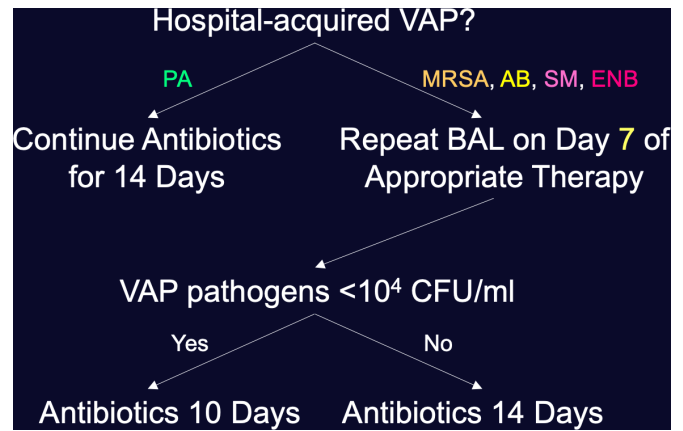 Hospital-acquired VAP?
PA
MRSA, AB, SM, ENB
Continue Antibiotics
for 14 Days
Repeat BAL on Day 7 of
Appropriate Therapy
VAP pathogens <10⁴ CFU/ml
Yes
No
Antibiotics 10 Days
Antibiotics 14 Days